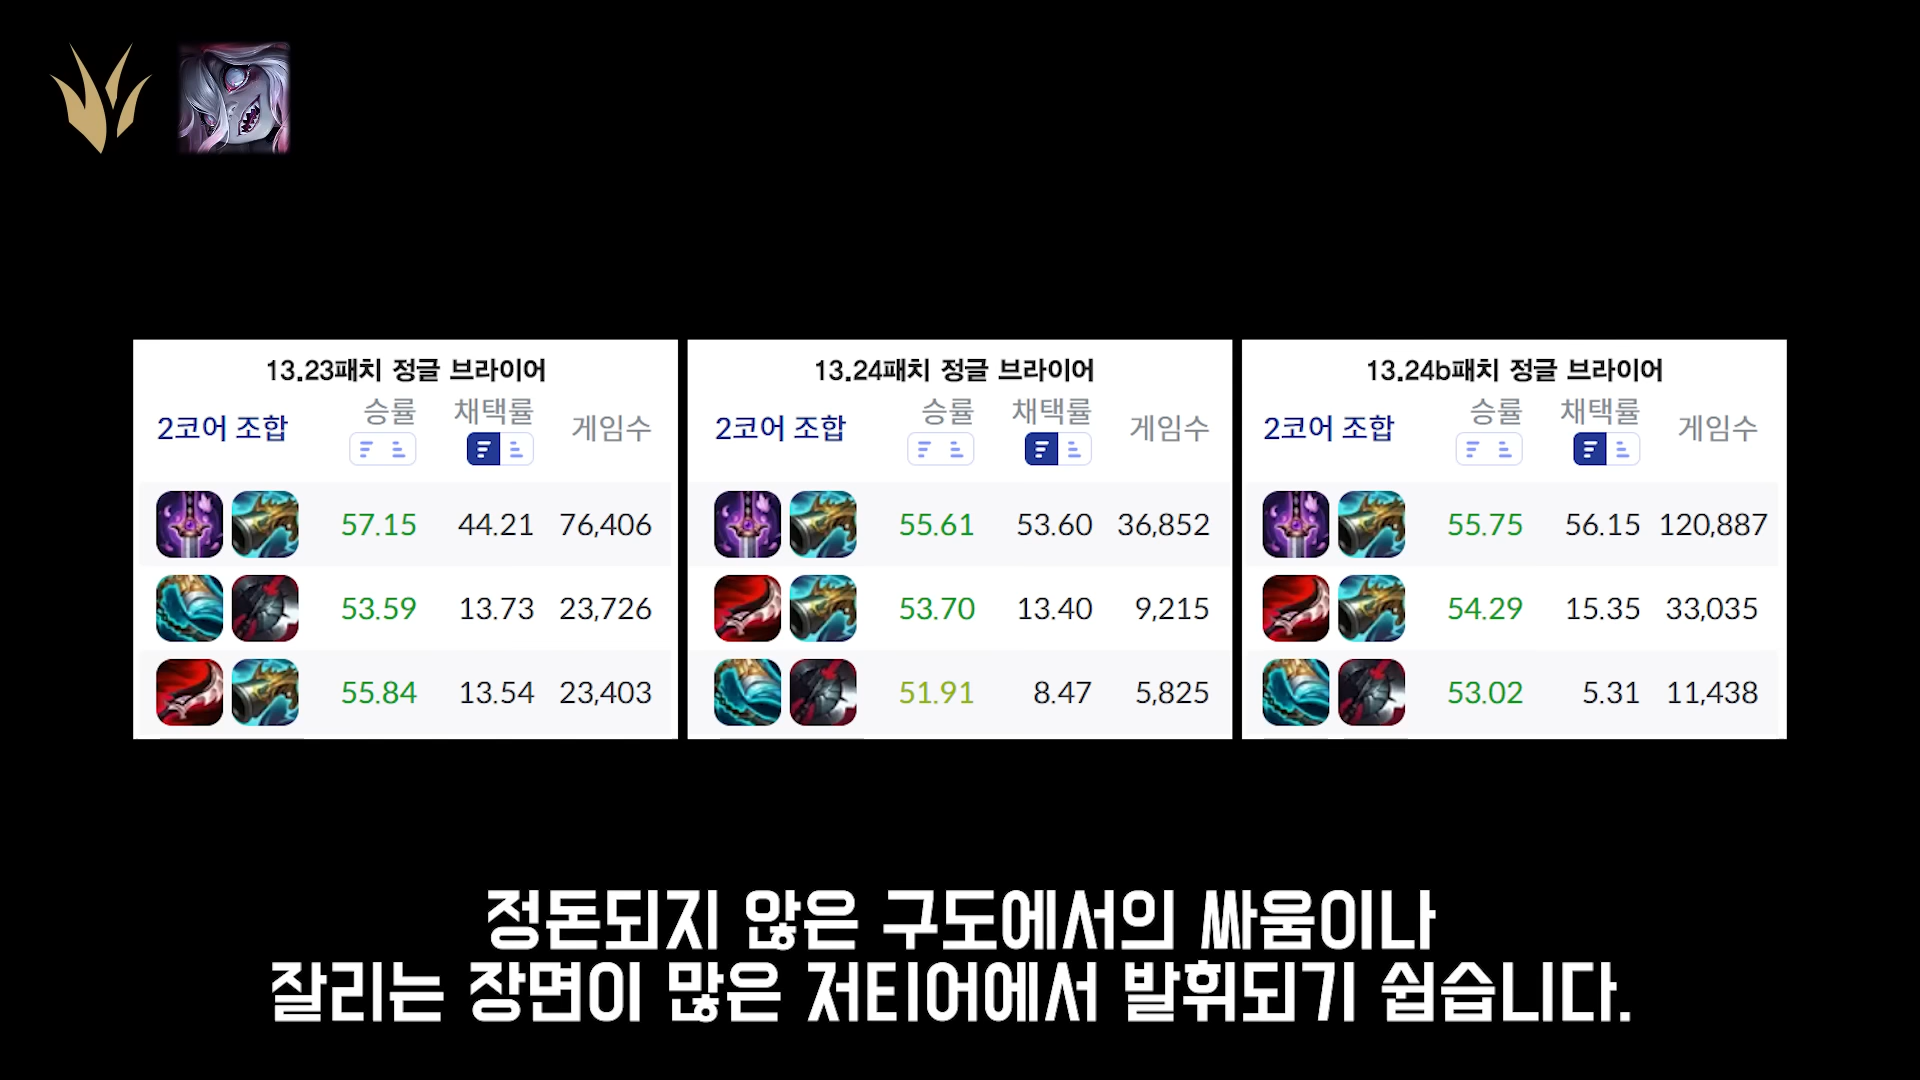 13.23패치 정글 브라이어
2코어 조합 승률 채택률 게임수
57.15 44.21 76,406
53.59 13.73 23,726
55.84 13.54 23,403
13.24패치 정글 브라이어
2코어 조합 승률 채택률 게임수
55.61 53.60 36,852
53.70 13.40 9,215
51.91 8.47 5,825
13.24b패치 정글 브라이어
2코어 조합 승률 채택률 게임수
55.75 56.15 120,887
54.29 15.35 33,035
53.02 5.31 11,438
정돈되지 않은 구도에서의 싸움이나
잘리는 장면이 많은 저티어에서 발휘되기 쉽습니다.